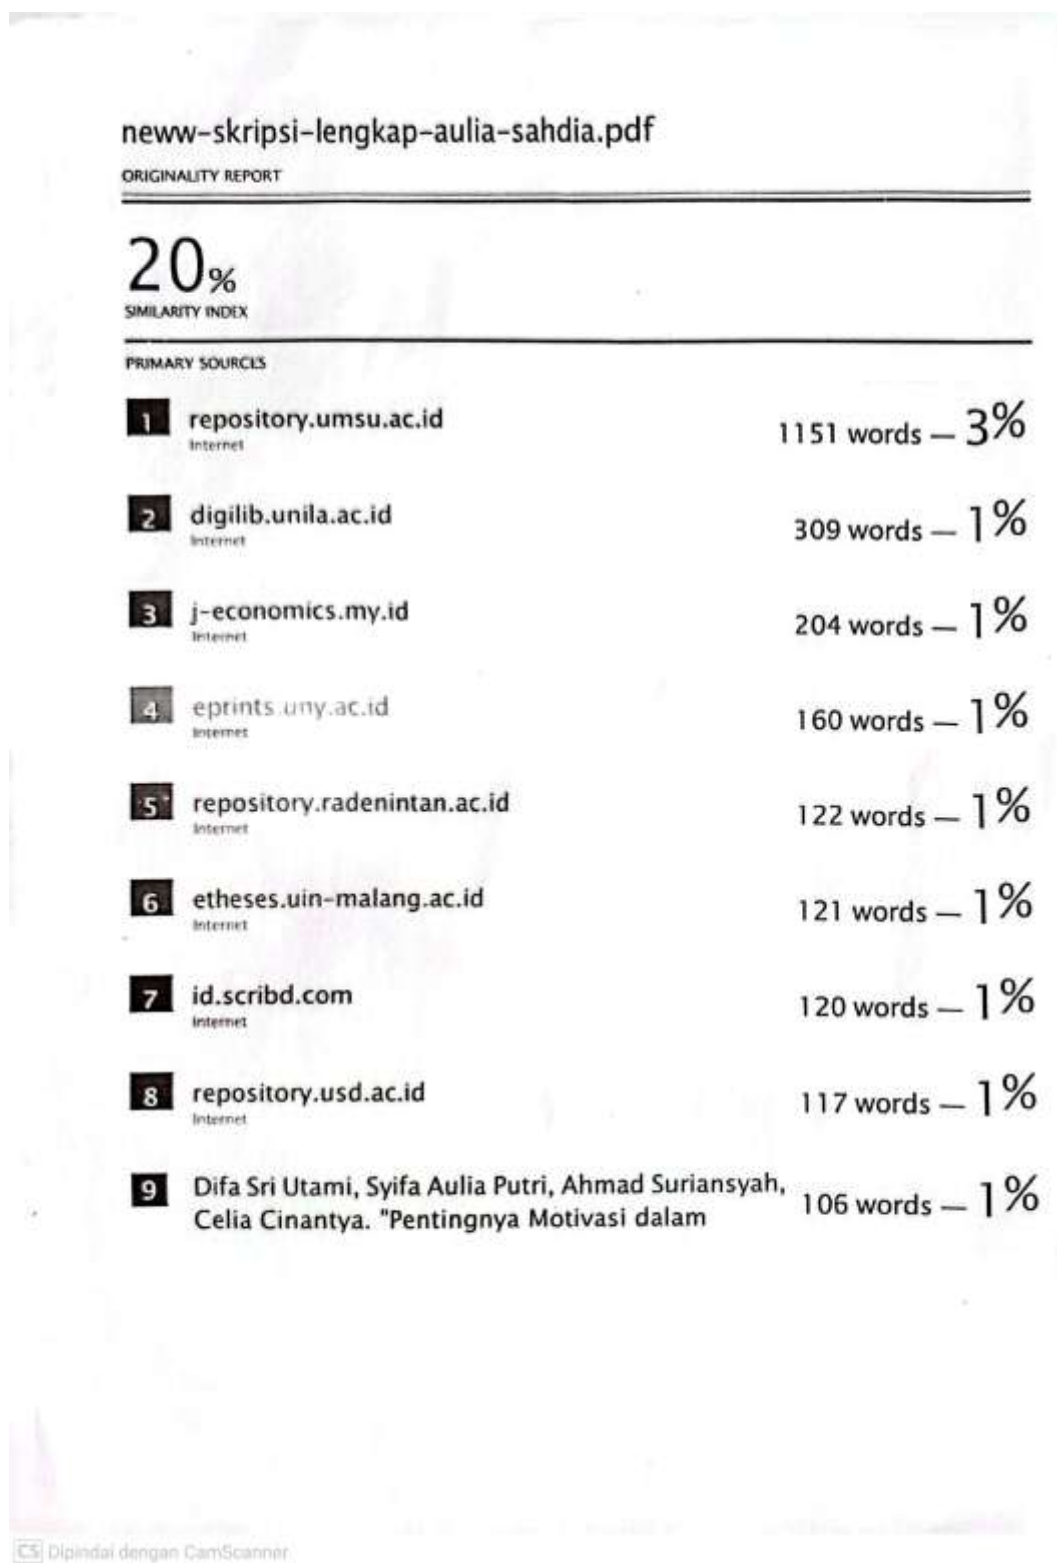 neww-skripsi-lengkap-aulia-sahdia.pdf
ORIGINALITY REPORT
20%
SIMILARITY INDEX
PRIMARY SOURCES
1 repository.umsu.ac.id 1151 words — 3%
Internet
2 digilib.unila.ac.id 309 words — 1%
Internet
3 j-economics.my.id 204 words — 1%
Internet
4 eprints.uny.ac.id 160 words — 1%
Internet
5 repository.radenintan.ac.id 122 words — 1%
Internet
6 etheses.uin-malang.ac.id 121 words — 1%
Internet
7 id.scribd.com 120 words — 1%
Internet
8 repository.usd.ac.id 117 words — 1%
Internet
9 Difa Sri Utami, Syifa Aulia Putri, Ahmad Suriansyah, 106 words — 1%
Celia Cinantya. "Pentingnya Motivasi dalam
CS Dipindai dengan CamScanner